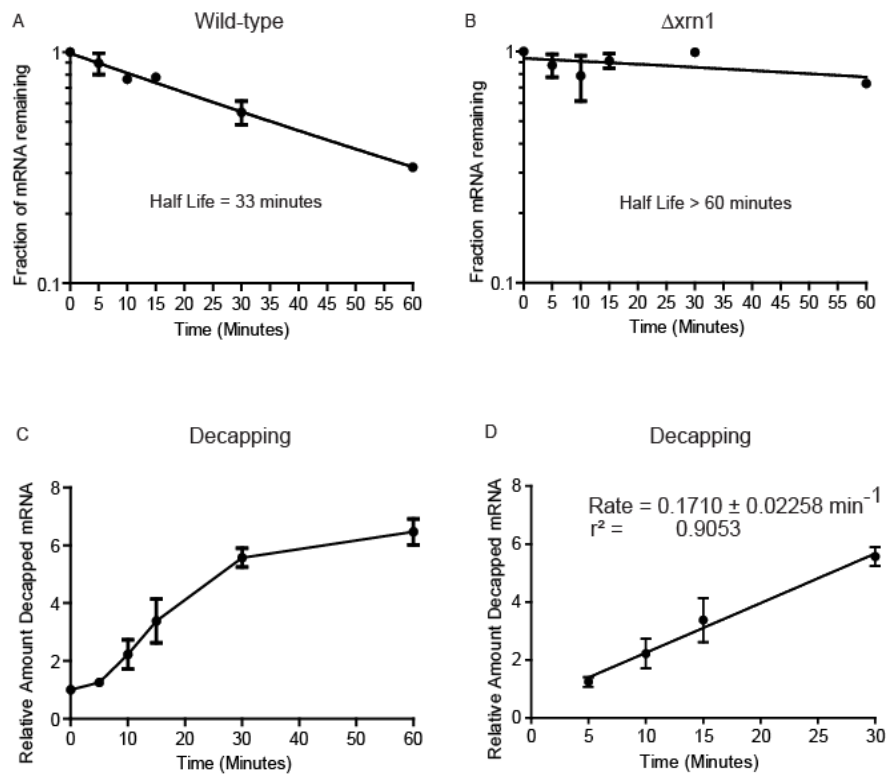 A
Wild-type
Fraction of mRNA remaining
1
0.1
Half Life = 33 minutes
0 5 10 15 20 25 30 35 40 45 50 55 60
Time (Minutes)
B
Δxrn1
Fraction mRNA remaining
1
0.1
Half Life > 60 minutes
0 5 10 15 20 25 30 35 40 45 50 55 60
Time (Minutes)
C
Decapping
Relative Amount Decapped mRNA
8
6
4
2
0
0 10 20 30 40 50 60
Time (Minutes)
D
Decapping
Relative Amount Decapped mRNA
8
6
4
2
0
Rate = 0.1710 ± 0.02258 min⁻¹
r² = 0.9053
0 5 10 15 20 25 30
Time (Minutes)